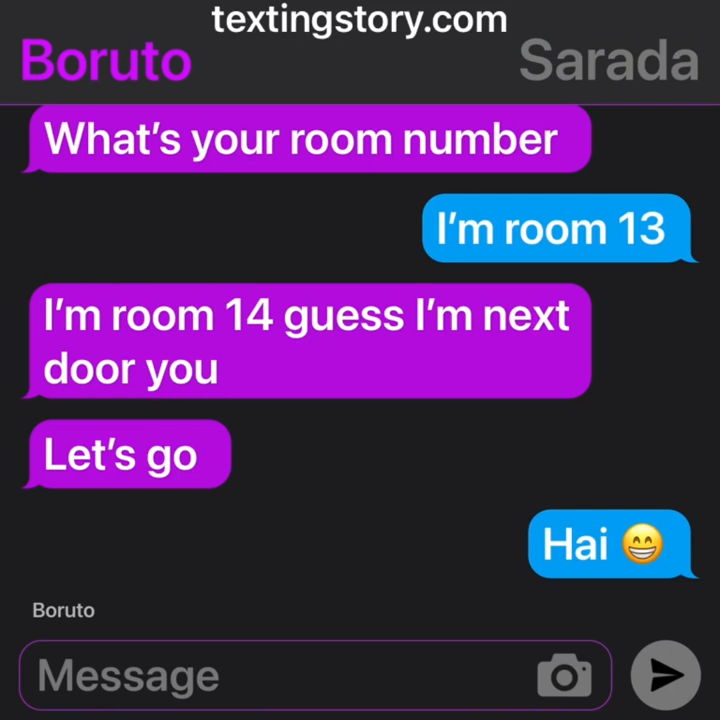 textingstory.com
Boruto
Sarada
What's your room number
I'm room 13
I'm room 14 guess I'm next
door you
Let's go
Hai 😁
Boruto
Message